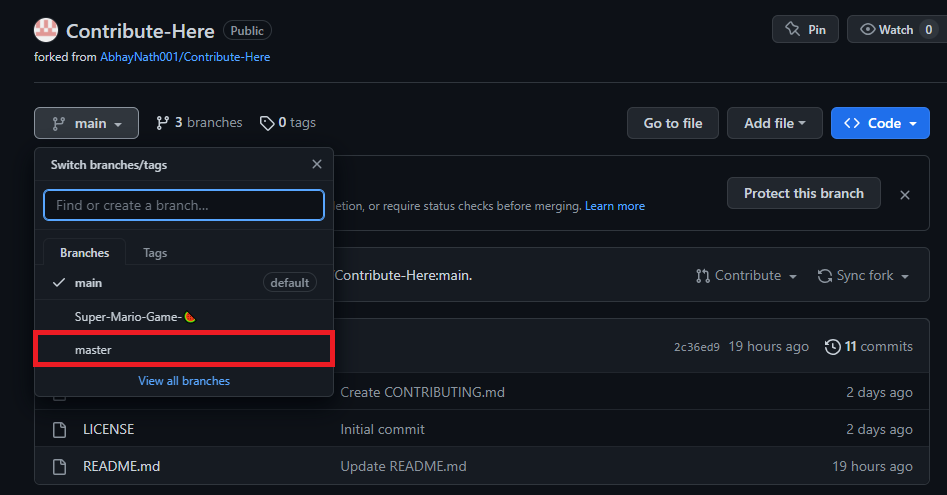 Contribute-Here Public
Pin
Watch 0
forked from AbhayNath001/Contribute-Here
main
3 branches
0 tags
Go to file
Add file
Code
Switch branches/tags
Find or create a branch...
Branches
Tags
main
default
Super-Mario-Game-🍉
master
View all branches
etion, or require status checks before merging. Learn more
Protect this branch
Contribute-Here:main.
Contribute
Sync fork
2c36ed9 19 hours ago
11 commits
Create CONTRIBUTING.md
2 days ago
LICENSE
Initial commit
2 days ago
README.md
Update README.md
19 hours ago